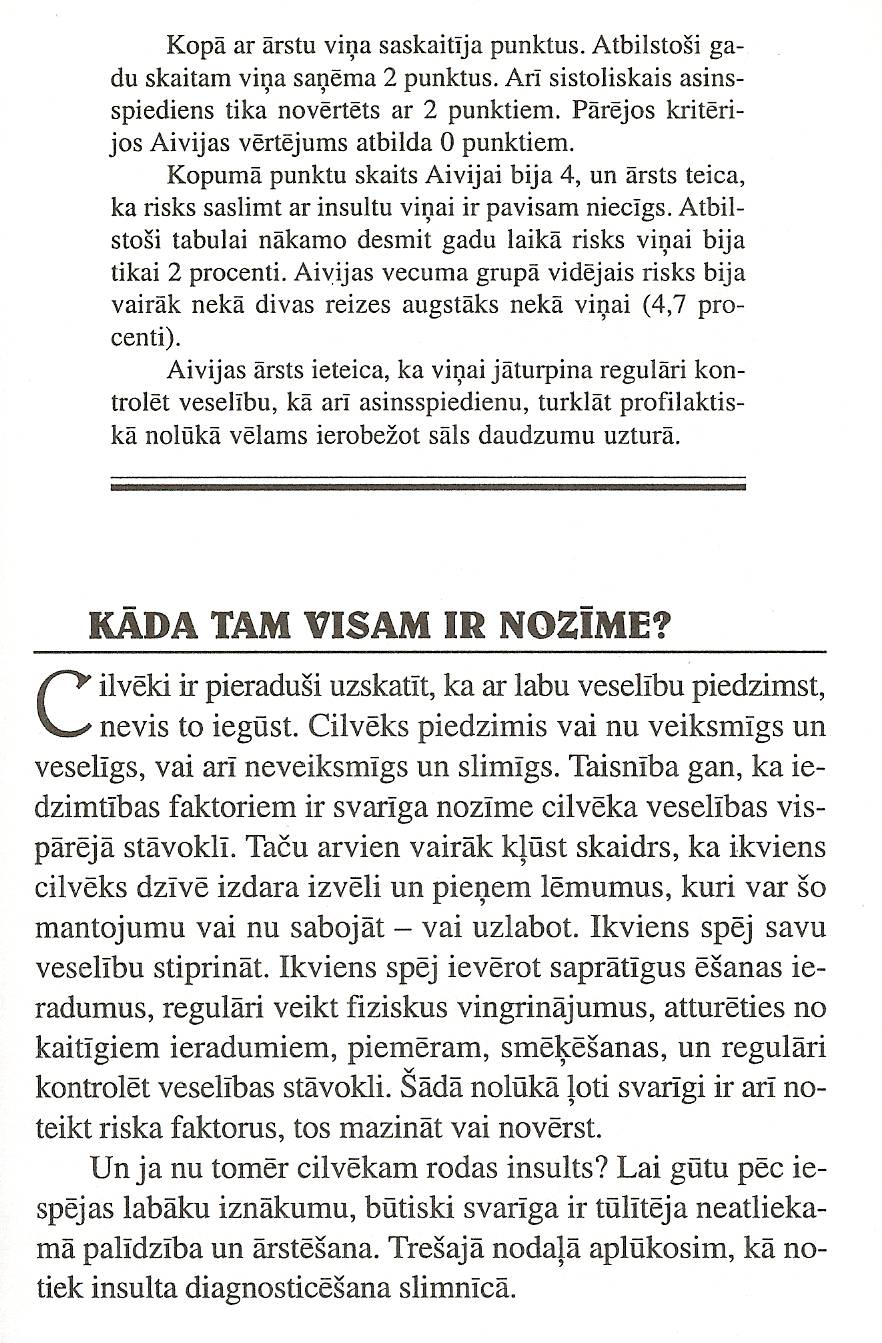 Kopā ar ārstu viņa saskaitīja punktus. Atbilstoši ga-
du skaitam viņa saņēma 2 punktus. Arī sistoliskais asins-
spiediens tika novērtēts ar 2 punktiem. Pārējos kritēri-
jos Aivijas vērtējums atbilda 0 punktiem.
Kopumā punktu skaits Aivijai bija 4, un ārsts teica,
ka risks saslimt ar insultu viņai ir pavisam niecīgs. Atbil-
stoši tabulai nākamo desmit gadu laikā risks viņai bija
tikai 2 procenti. Aivijas vecuma grupā vidējais risks bija
vairāk nekā divas reizes augstāks nekā viņai (4,7 pro-
centi).
Aivijas ārsts ieteica, ka viņai jāturpina regulāri kon-
trolēt veselību, kā arī asinsspiedienu, turklāt profilaktis-
kā nolūkā vēlams ierobežot sāls daudzumu uzturā.
KĀDA TAM VISAM IR NOZĪME?
Cilvēki ir pieraduši uzskatīt, ka ar labu veselību piedzimst,
nevis to iegūst. Cilvēks piedzimis vai nu veiksmīgs un
veselīgs, vai arī neveiksmīgs un slimīgs. Taisnība gan, ka ie-
dzimtības faktoriem ir svarīga nozīme cilvēka veselības vis-
pārējā stāvoklī. Taču arvien vairāk kļūst skaidrs, ka ikviens
cilvēks dzīvē izdara izvēli un pieņem lēmumus, kuri var šo
mantojumu vai nu sabojāt – vai uzlabot. Ikviens spēj savu
veselību stiprināt. Ikviens spēj ievērot saprātīgus ēšanas ie-
radumus, regulāri veikt fiziskus vingrinājumus, atturēties no
kaitīgiem ieradumiem, piemēram, smēķēšanas, un regulāri
kontrolēt veselības stāvokli. Šādā nolūkā ļoti svarīgi ir arī no-
teikt riska faktorus, tos mazināt vai novērst.
Un ja nu tomēr cilvēkam rodas insults? Lai gūtu pēc ie-
spējas labāku iznākumu, būtiski svarīga ir tūlītēja neatlieka-
mā palīdzība un ārstēšana. Trešajā nodaļā aplūkosim, kā no-
tiek insulta diagnosticēšana slimnīcā.